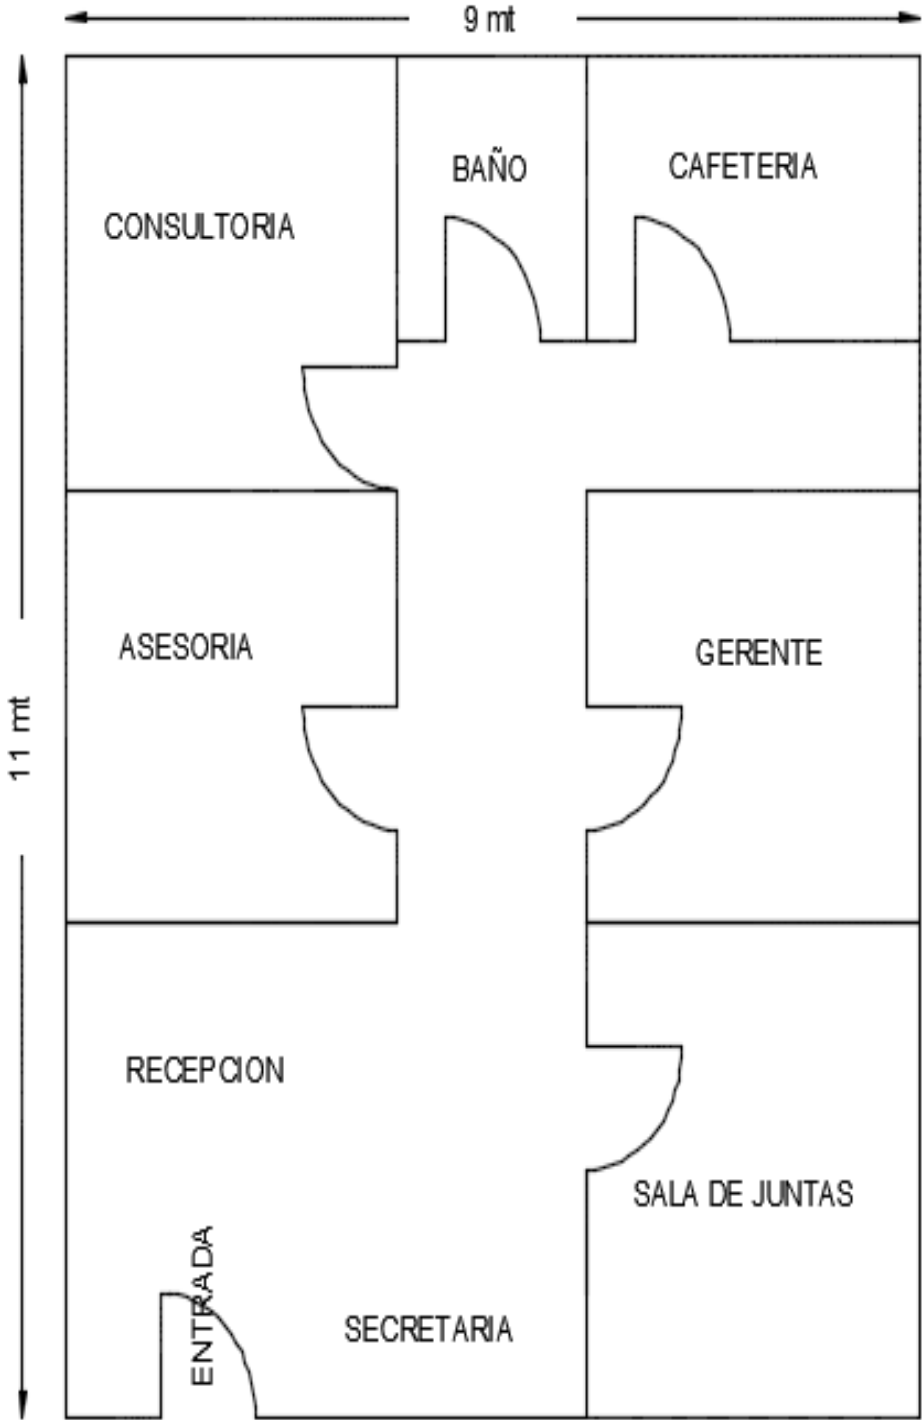 9 mt
BAÑO
CAFETERIA
CONSULTORIA
ASESORIA
GERENTE
11 mt
RECEPCION
SALA DE JUNTAS
ENTRADA
SECRETARIA